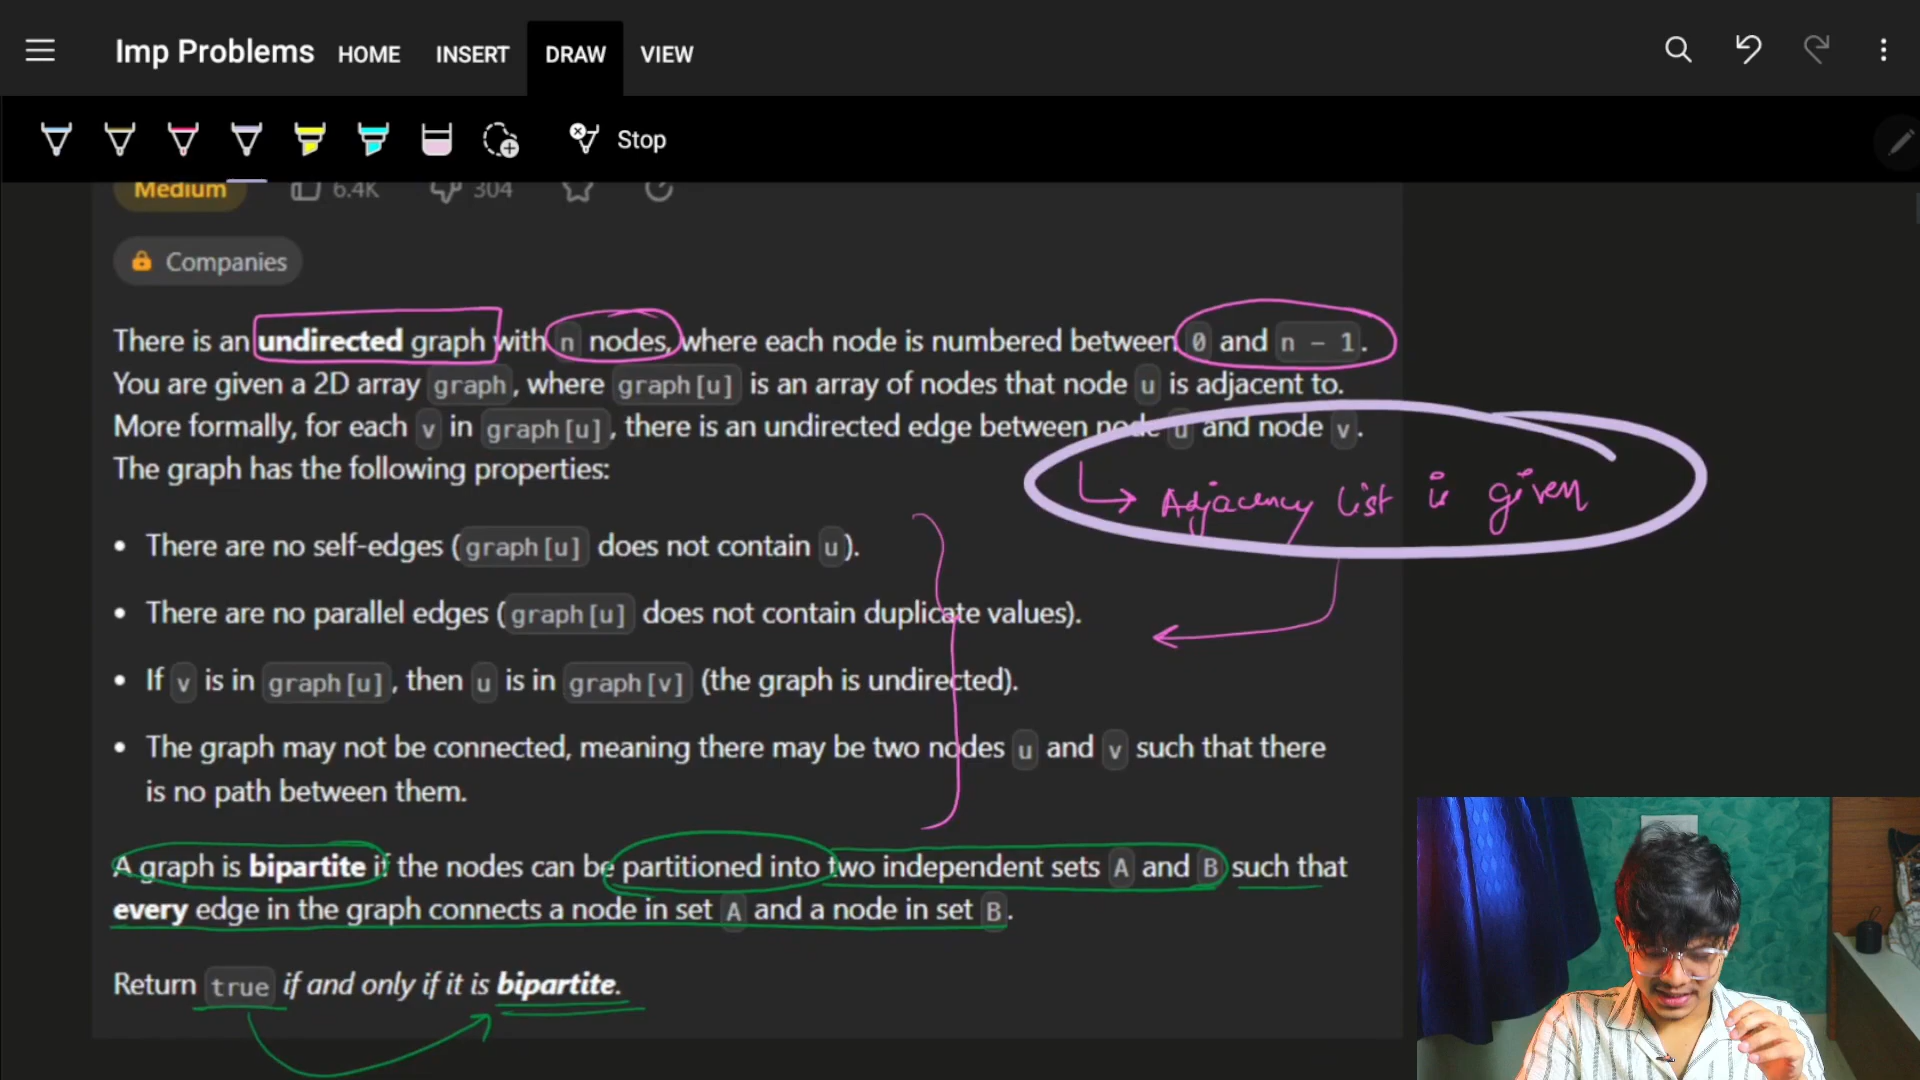 Imp Problems HOME INSERT DRAW VIEW
Stop
Medium 6.4K 304
Companies
There is an undirected graph with n nodes, where each node is numbered between 0 and n - 1.
You are given a 2D array graph, where graph[u] is an array of nodes that node u is adjacent to.
More formally, for each v in graph[u], there is an undirected edge between node u and node v.
The graph has the following properties:
Adjacency list is given
• There are no self-edges (graph[u] does not contain u).
• There are no parallel edges (graph[u] does not contain duplicate values).
• If v is in graph[u], then u is in graph[v] (the graph is undirected).
• The graph may not be connected, meaning there may be two nodes u and v such that there
is no path between them.
A graph is bipartite if the nodes can be partitioned into two independent sets A and B such that
every edge in the graph connects a node in set A and a node in set B.
Return true if and only if it is bipartite.